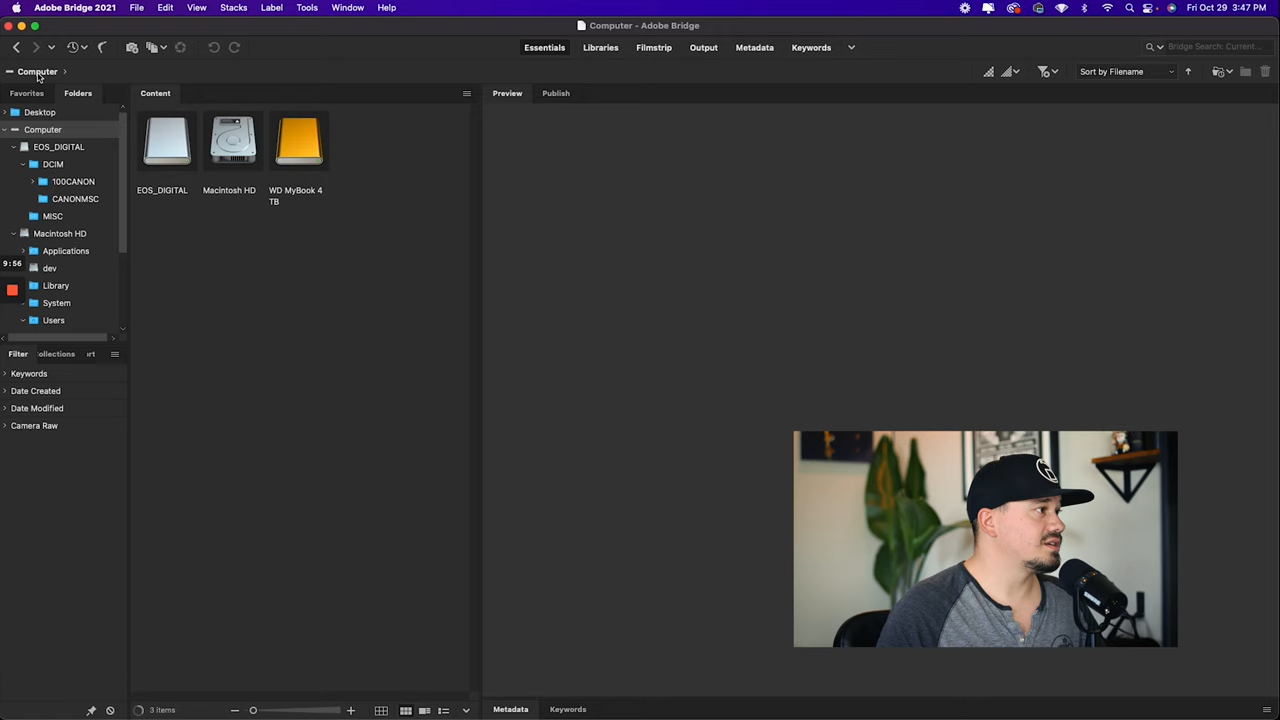 Adobe Bridge 2021 File Edit View Stacks Label Tools Window Help Fri Oct 29 3:47 PM
Computer - Adobe Bridge
Essentials Libraries Filmstrip Output Metadata Keywords Bridge Search: Current...
Computer Sort by Filename
Favorites Folders Content Preview Publish
Desktop
Computer
EOS_DIGITAL
DCIM
100CANON
CANONMSC
MISC
Macintosh HD
Applications
dev
Library
System
Users
EOS_DIGITAL Macintosh HD WD MyBook 4
TB
9:56
Filter ollections
Keywords
Date Created
Date Modified
Camera Raw
3 items
Metadata Keywords